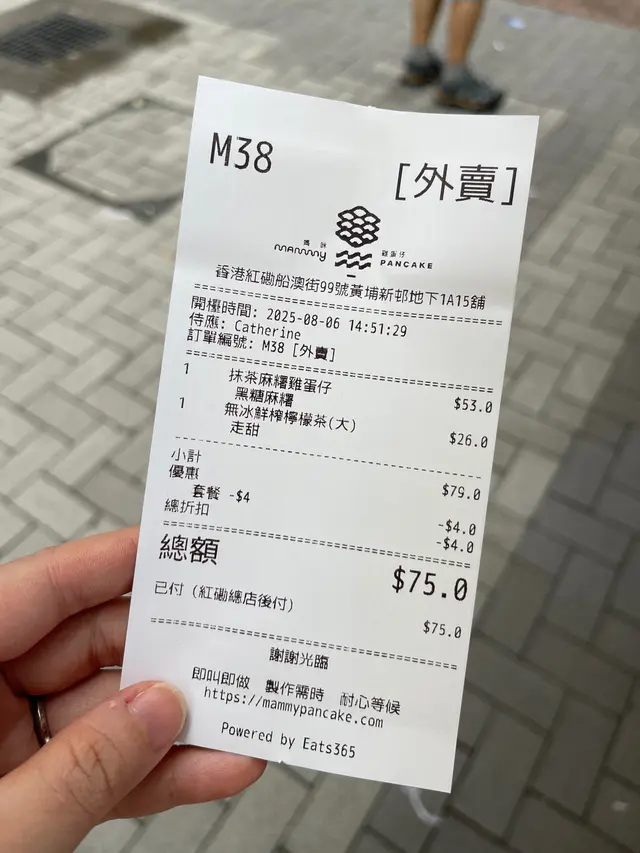 M38
[外賣]
媽咪 雞蛋仔
mammy PANCAKE
香港紅磡船澳街99號黃埔新邨地下1A15舖
開檯時間: 2025-08-06 14:51:29
侍應: Catherine
訂單編號: M38 [外賣]
1 抹茶麻糬雞蛋仔 $53.0
黑糖麻糬
1 無冰鮮榨檸檬茶(大) $26.0
走甜
小計 $79.0
優惠
套餐 -$4 -$4.0
總折扣 -$4.0
總額 $75.0
已付 (紅磡總店後付) $75.0
謝謝光臨
即叫即做 製作需時 耐心等候
https://mammypancake.com
Powered by Eats365